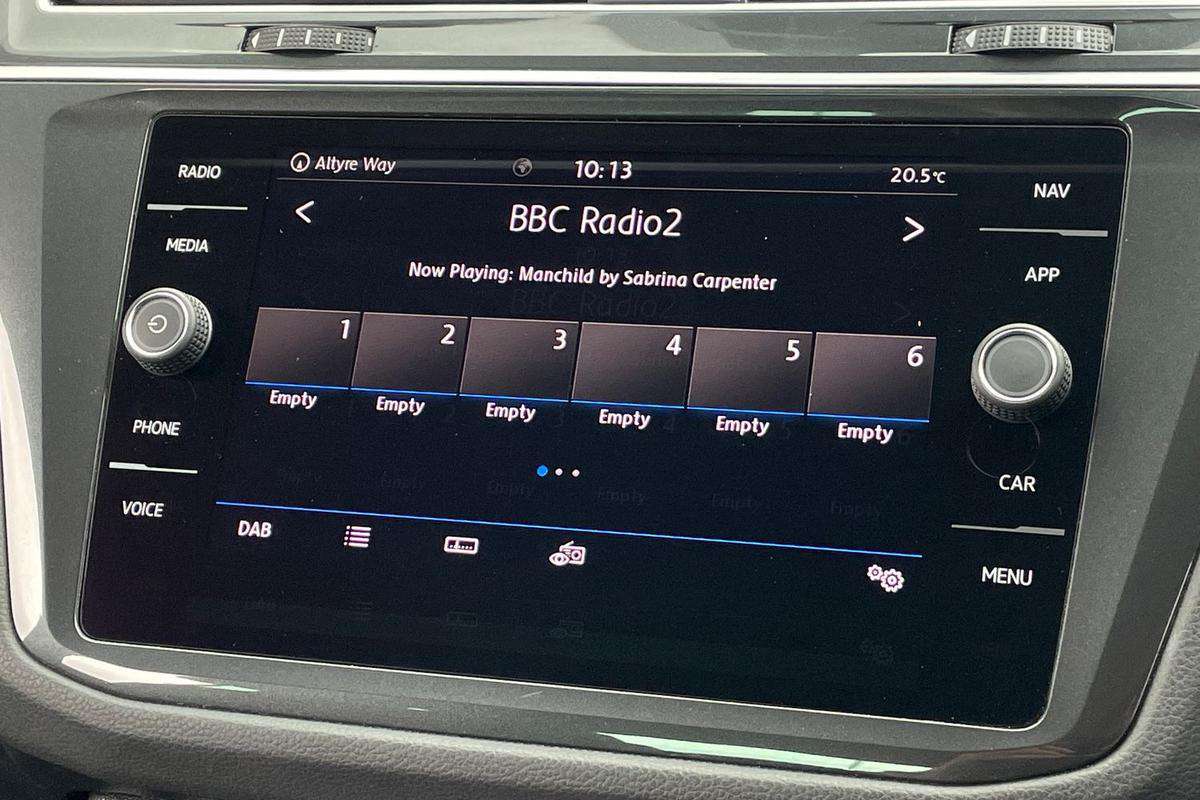 Altyre Way 10:13 20.5°C
RADIO
MEDIA
PHONE
VOICE
< BBC Radio2 >
Now Playing: Manchild by Sabrina Carpenter
1 2 3 4 5 6
Empty Empty Empty Empty Empty Empty
DAB
NAV
APP
CAR
MENU